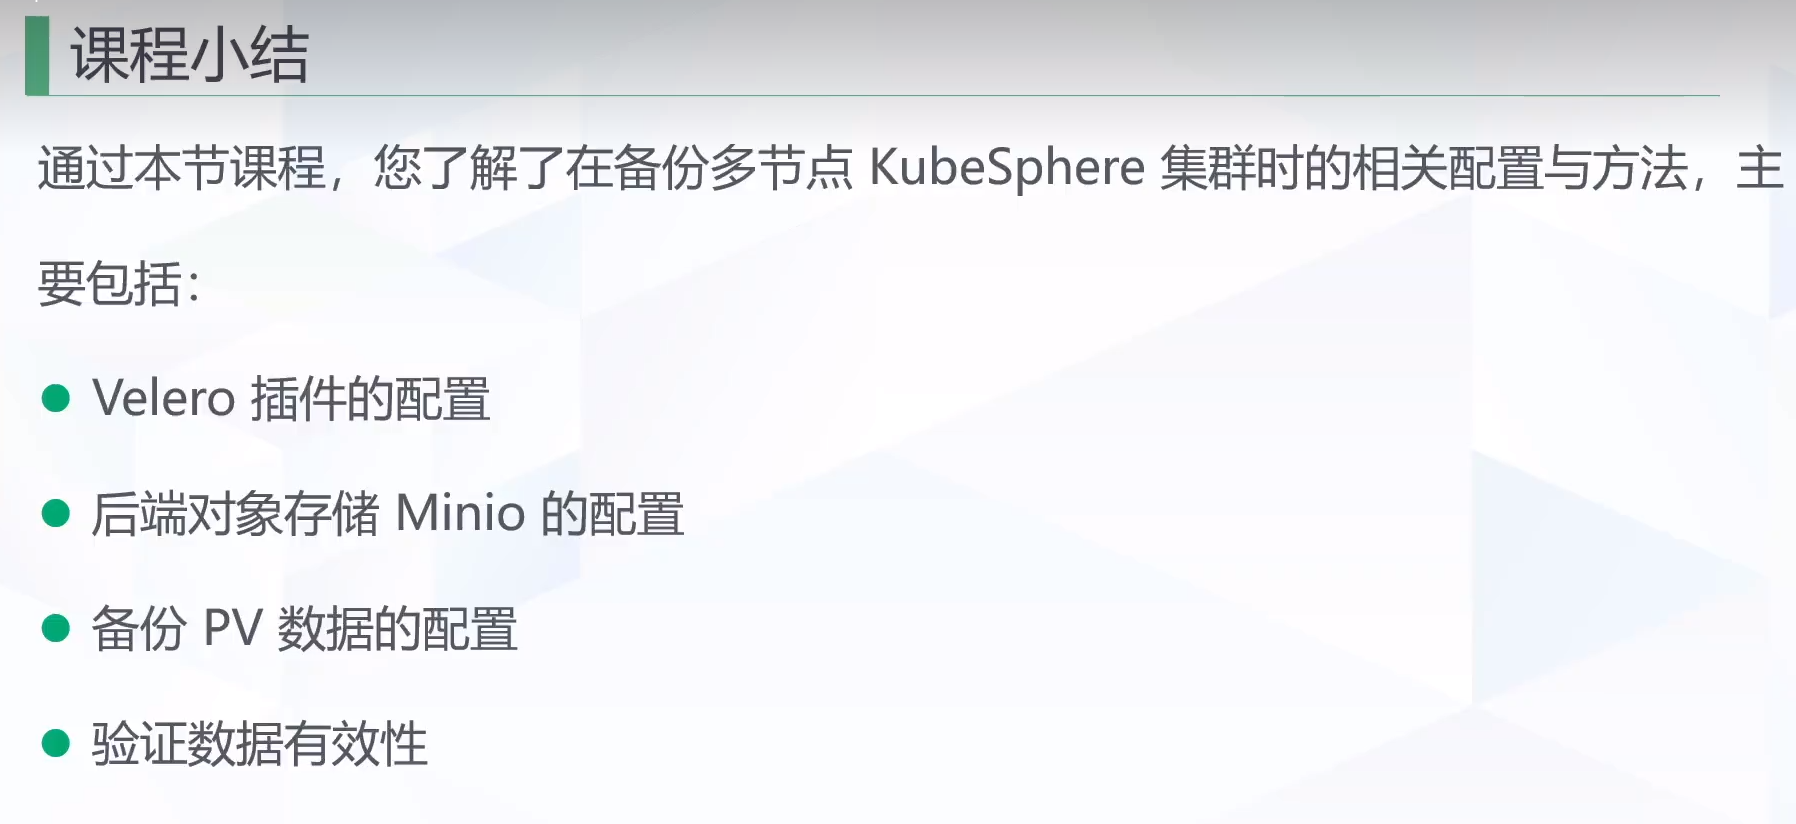 课程小结
通过本节课程，您了解了在备份多节点 KubeSphere 集群时的相关配置与方法，主
要包括：
Velero 插件的配置
后端对象存储 Minio 的配置
备份 PV 数据的配置
验证数据有效性